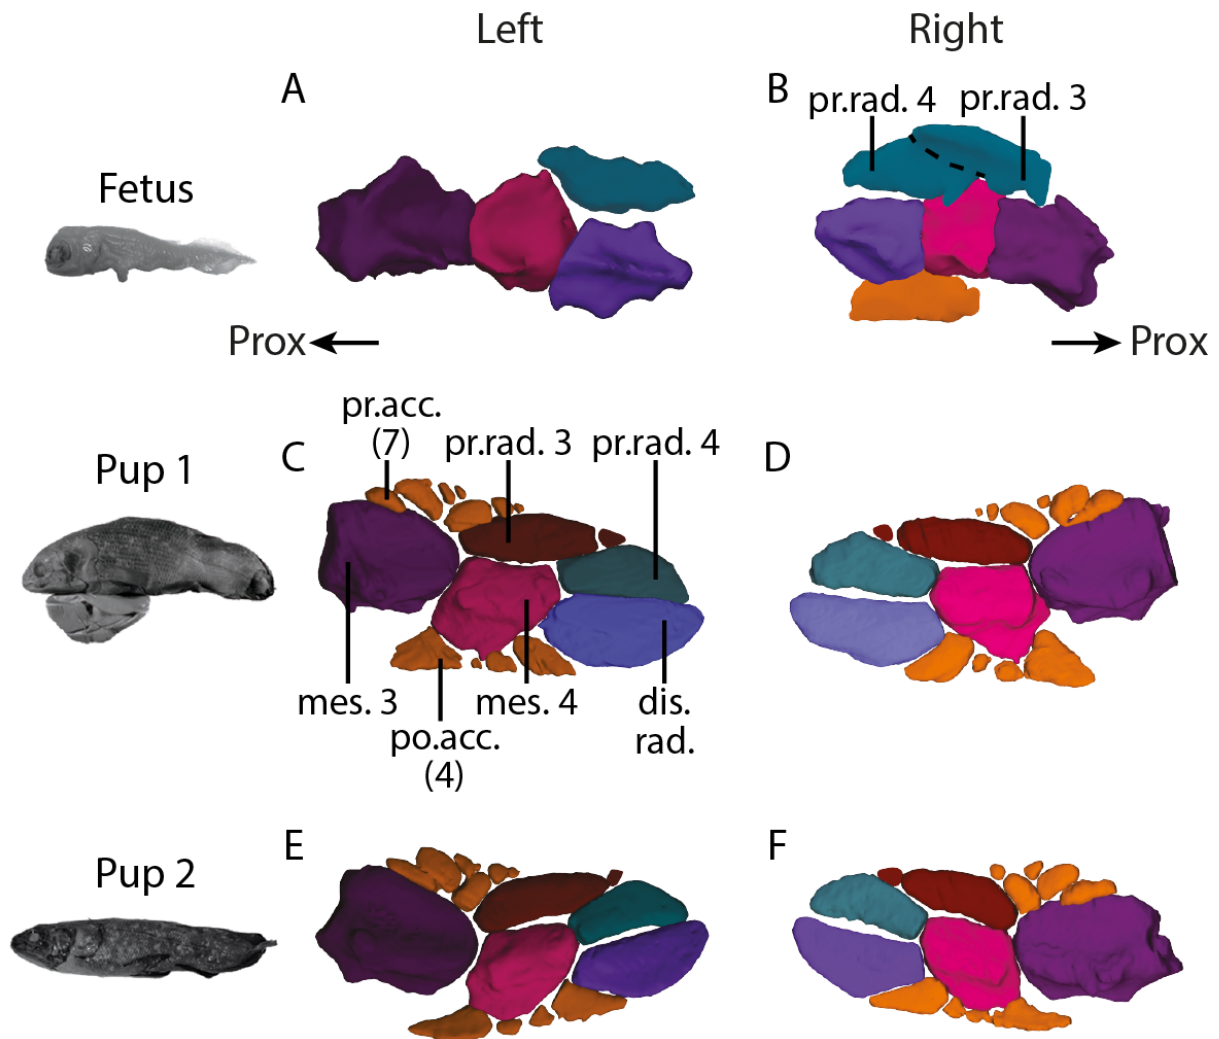 Left
Right
A
B
pr.rad. 4
pr.rad. 3
Fetus
Prox
Prox
pr.acc.
(7)
pr.rad. 3
pr.rad. 4
C
D
Pup 1
mes. 3
mes. 4
dis.
rad.
po.acc.
(4)
E
F
Pup 2